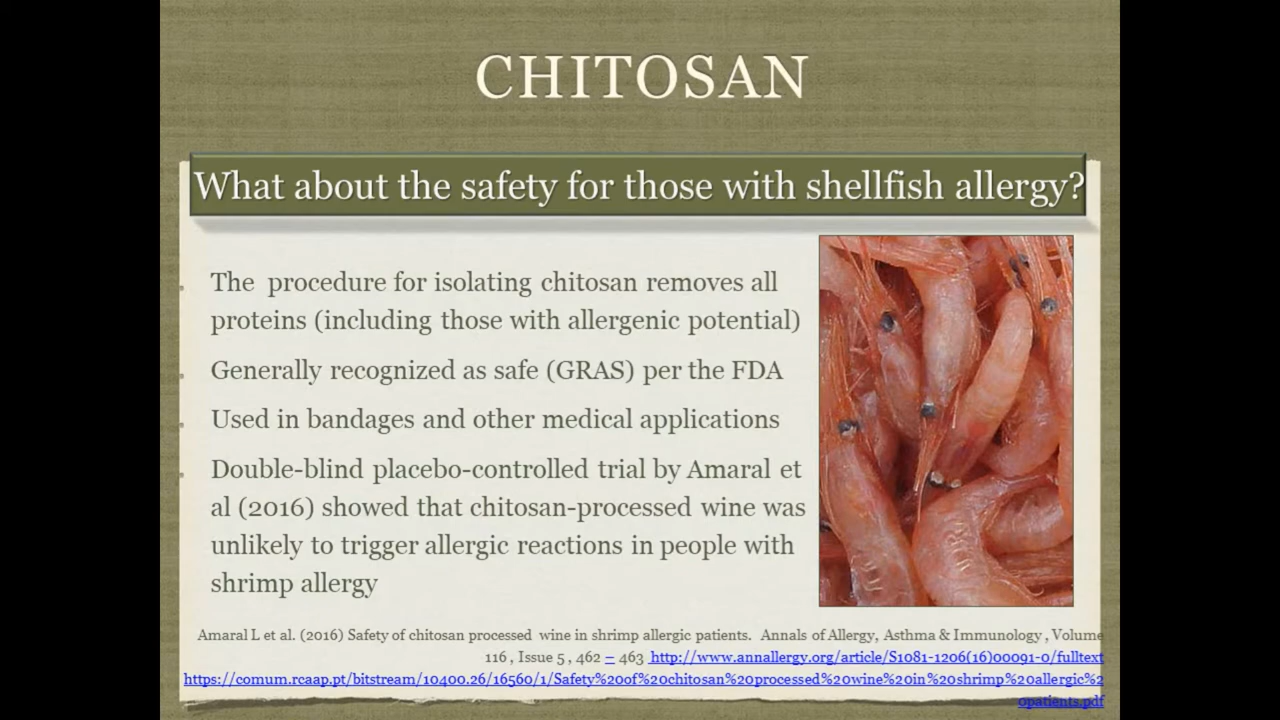 CHITOSAN
What about the safety for those with shellfish allergy?
The procedure for isolating chitosan removes all
proteins (including those with allergenic potential)
Generally recognized as safe (GRAS) per the FDA
Used in bandages and other medical applications
Double-blind placebo-controlled trial by Amaral et
al (2016) showed that chitosan-processed wine was
unlikely to trigger allergic reactions in people with
shrimp allergy
Amaral L et al. (2016) Safety of chitosan processed wine in shrimp allergic patients. Annals of Allergy, Asthma & Immunology , Volume
116 , Issue 5 , 462 – 463 http://www.annallergy.org/article/S1081-1206(16)00091-0/fulltext
https://comum.rcaap.pt/bitstream/10400.26/16560/1/Safety%20of%20chitosan%20processed%20wine%20in%20shrimp%20allergic%2
0patients.pdf